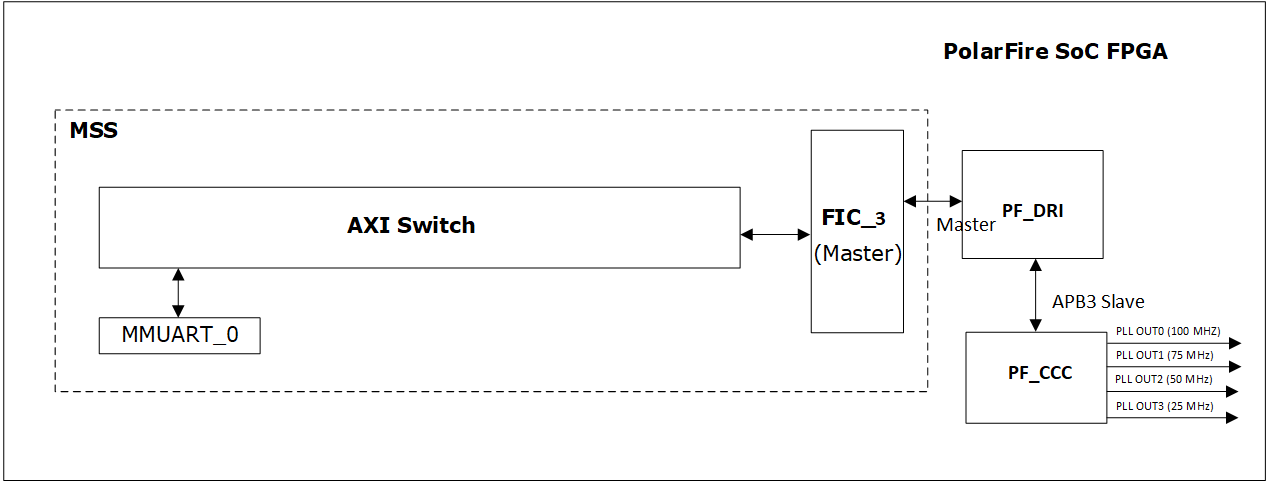 PolarFire SoC FPGA
MSS
AXI Switch
FIC_3
(Master)
Master
PF_DRI
MMUART_0
APB3 Slave
PF_CCC
PLL OUT0 (100 MHZ)
PLL OUT1 (75 MHz)
PLL OUT2 (50 MHz)
PLL OUT3 (25 MHz)